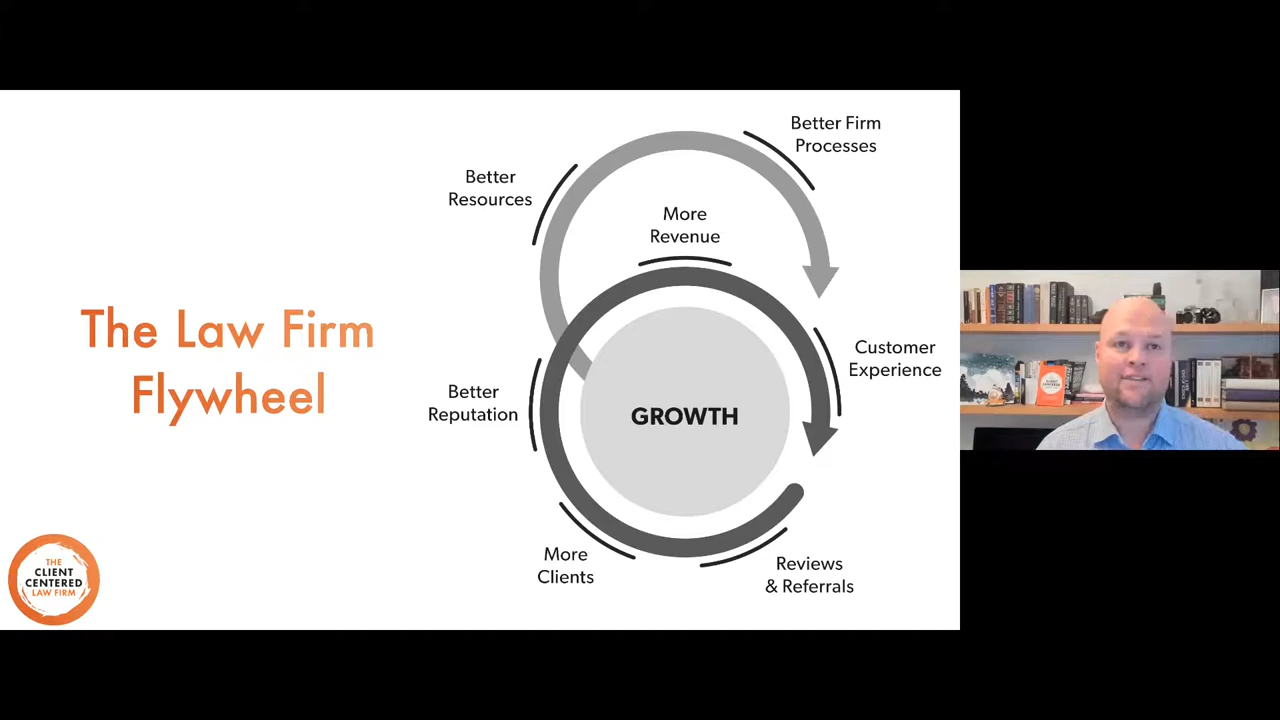 The Law Firm
Flywheel
Better Firm
Processes
Better
Resources
More
Revenue
Customer
Experience
Better
Reputation
GROWTH
More
Clients
Reviews
& Referrals
THE
CLIENT
CENTERED
LAW FIRM